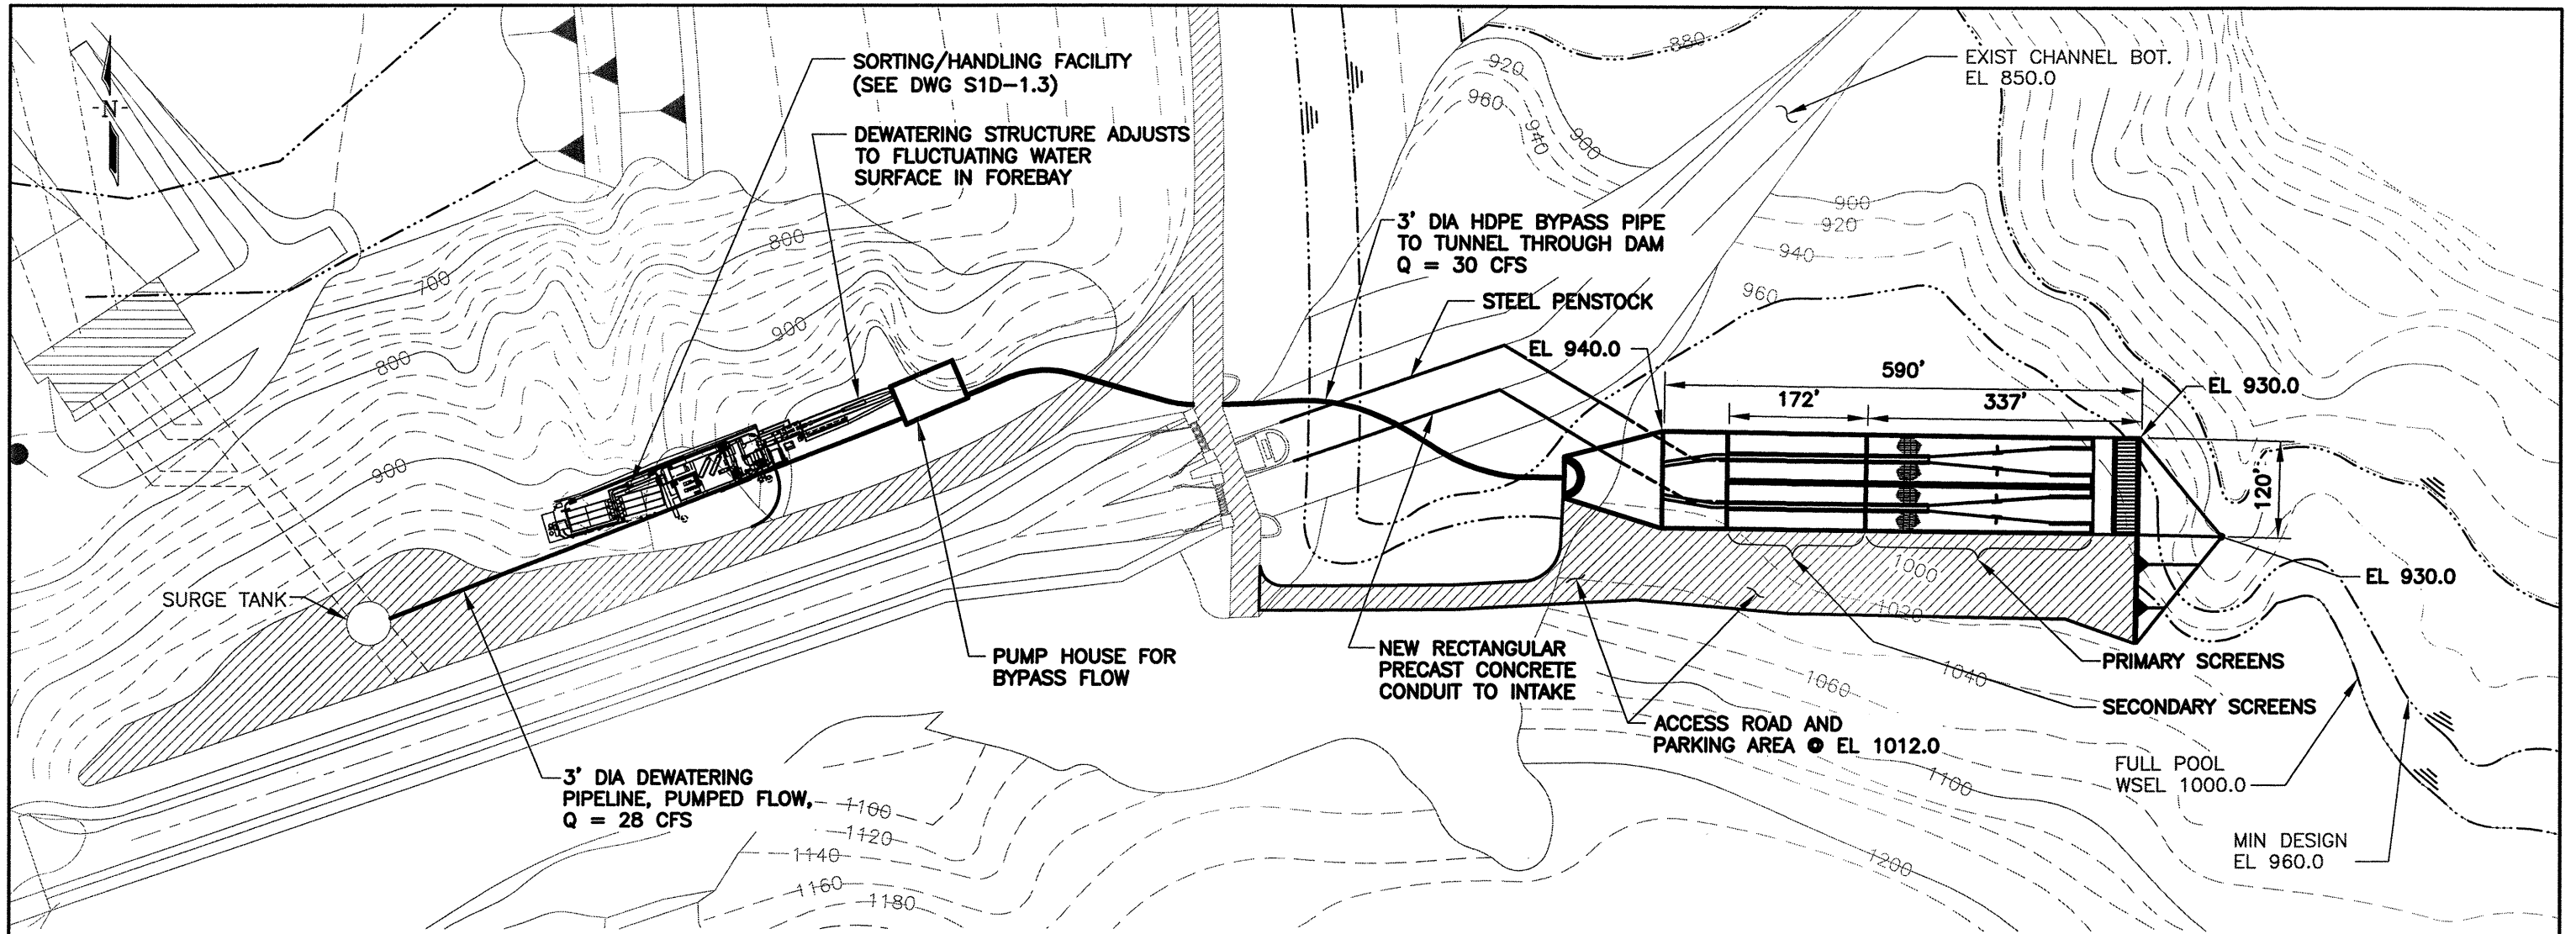 SORTING/HANDLING FACILITY
(SEE DWG S1D-1.3)
DEWATERING STRUCTURE ADJUSTS
TO FLUCTUATING WATER
SURFACE IN FOREBAY
-N-
EXIST CHANNEL BOT.
EL 850.0
880
920
960
940
900
3' DIA HDPE BYPASS PIPE
TO TUNNEL THROUGH DAM
Q = 30 CFS
STEEL PENSTOCK
EL 940.0
900
920
940
960
800
700
900
800
900
590'
172'
337'
EL 930.0
120'
EL 930.0
SURGE TANK
PUMP HOUSE FOR
BYPASS FLOW
NEW RECTANGULAR
PRECAST CONCRETE
CONDUIT TO INTAKE
1000
1020
1040
1060
PRIMARY SCREENS
SECONDARY SCREENS
ACCESS ROAD AND
PARKING AREA @ EL 1012.0
FULL POOL
WSEL 1000.0
MIN DESIGN
EL 960.0
3' DIA DEWATERING
PIPELINE, PUMPED FLOW,
Q = 28 CFS
1100
1120
1140
1160
1180
1100
1200